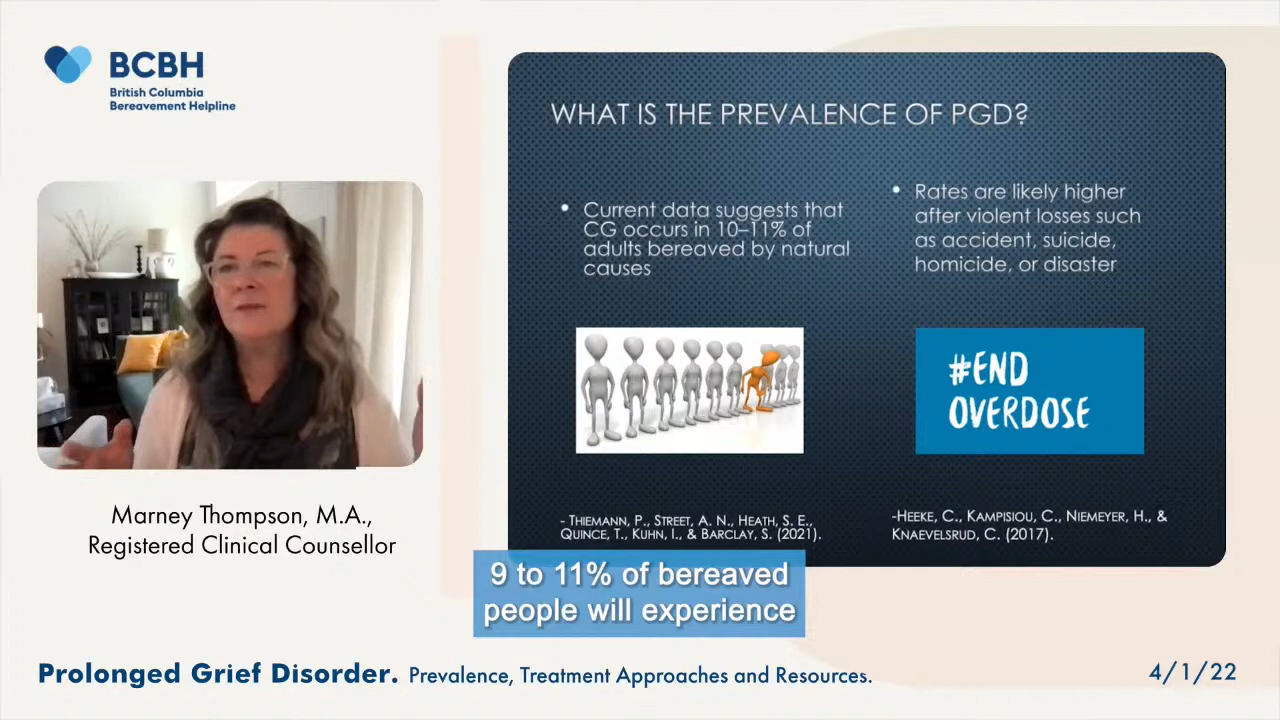 BCBH
British Columbia
Bereavement Helpline
WHAT IS THE PREVALENCE OF PGD?
• Current data suggests that
CG occurs in 10–11% of
adults bereaved by natural
causes
• Rates are likely higher
after violent losses such
as accident, suicide,
homicide, or disaster
#END
OVERDOSE
- THIEMANN, P., STREET, A. N., HEATH, S. E.,
QUINCE, T., KUHN, I., & BARCLAY, S. (2021).
-HEEKE, C., KAMPISIOU, C., NIEMEYER, H., &
KNAEVELSRUD, C. (2017).
Marney Thompson, M.A.,
Registered Clinical Counsellor
9 to 11% of bereaved
people will experience
Prolonged Grief Disorder. Prevalence, Treatment Approaches and Resources.
4/1/22